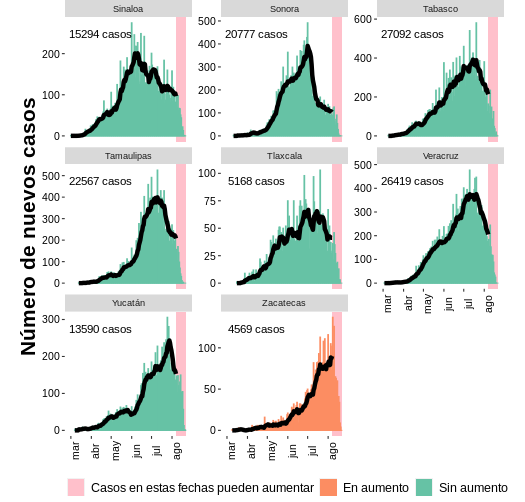 Sinaloa
Sonora
Tabasco
15294 casos
20777 casos
27092 casos
200
100
0
500
400
300
200
100
0
600
400
200
0
Tamaulipas
Tlaxcala
Veracruz
22567 casos
5168 casos
26419 casos
500
400
300
200
100
0
100
75
50
25
0
500
400
300
200
100
0
Número de nuevos casos
Yucatán
Zacatecas
13590 casos
4569 casos
300
200
100
0
100
50
0
mar
abr
may
jun
jul
ago
mar
abr
may
jun
jul
ago
mar
abr
may
jun
jul
ago
Casos en estas fechas pueden aumentar
En aumento
Sin aumento